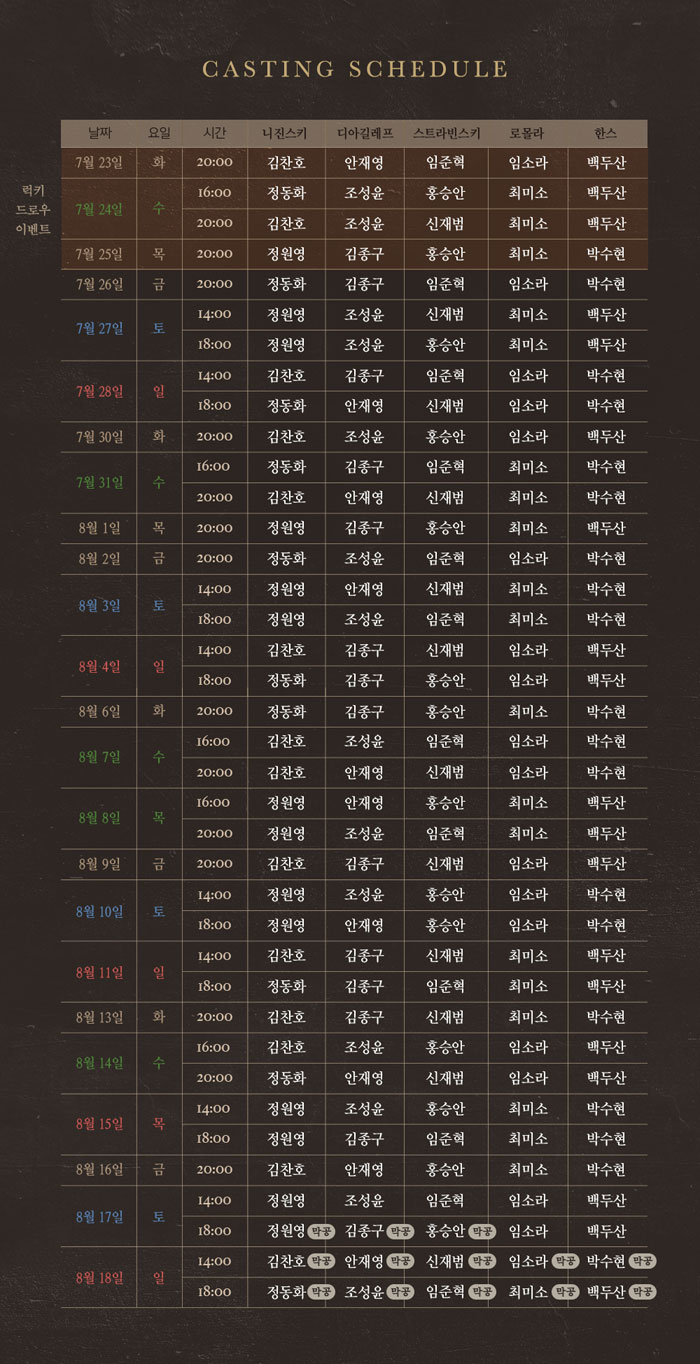 CASTING SCHEDULE
날짜 요일 시간 니진스키 디아길레프 스트라빈스키 로몰라 한스
럭키
드로우
이벤트
7월 23일 화 20:00 김찬호 안재영 임준혁 임소라 백두산
7월 24일 수 16:00 정동화 조성윤 홍승안 최미소 백두산
20:00 김찬호 조성윤 신재범 최미소 백두산
7월 25일 목 20:00 정원영 김종구 홍승안 최미소 박수현
7월 26일 금 20:00 정동화 김종구 임준혁 임소라 박수현
7월 27일 토 14:00 정원영 조성윤 신재범 최미소 백두산
18:00 정원영 조성윤 홍승안 최미소 백두산
7월 28일 일 14:00 김찬호 김종구 임준혁 임소라 박수현
18:00 정동화 안재영 신재범 임소라 박수현
7월 30일 화 20:00 김찬호 조성윤 홍승안 임소라 백두산
7월 31일 수 16:00 정동화 김종구 임준혁 최미소 박수현
20:00 김찬호 안재영 신재범 최미소 박수현
8월 1일 목 20:00 정원영 김종구 홍승안 최미소 백두산
8월 2일 금 20:00 정동화 조성윤 임준혁 임소라 박수현
8월 3일 토 14:00 정원영 안재영 신재범 최미소 박수현
18:00 정원영 조성윤 임준혁 최미소 박수현
8월 4일 일 14:00 김찬호 김종구 신재범 임소라 백두산
18:00 정동화 김종구 홍승안 임소라 백두산
8월 6일 화 20:00 정동화 김종구 홍승안 최미소 박수현
8월 7일 수 16:00 김찬호 조성윤 임준혁 임소라 박수현
20:00 김찬호 안재영 신재범 임소라 박수현
8월 8일 목 16:00 정원영 안재영 홍승안 최미소 백두산
20:00 정원영 조성윤 임준혁 최미소 백두산
8월 9일 금 20:00 김찬호 김종구 신재범 임소라 백두산
8월 10일 토 14:00 정원영 조성윤 홍승안 임소라 박수현
18:00 정원영 안재영 홍승안 임소라 박수현
8월 11일 일 14:00 김찬호 김종구 신재범 최미소 백두산
18:00 정동화 김종구 임준혁 최미소 백두산
8월 13일 화 20:00 김찬호 김종구 신재범 최미소 박수현
8월 14일 수 16:00 김찬호 조성윤 홍승안 임소라 백두산
20:00 정동화 안재영 신재범 임소라 백두산
8월 15일 목 14:00 정원영 조성윤 홍승안 최미소 박수현
18:00 정원영 김종구 임준혁 최미소 박수현
8월 16일 금 20:00 김찬호 안재영 홍승안 최미소 박수현
8월 17일 토 14:00 정원영 조성윤 임준혁 임소라 백두산
18:00 정원영 막공 김종구 막공 홍승안 막공 임소라 백두산
8월 18일 일 14:00 김찬호 막공 안재영 막공 신재범 막공 임소라 막공 박수현 막공
18:00 정동화 막공 조성윤 막공 임준혁 막공 최미소 막공 백두산 막공